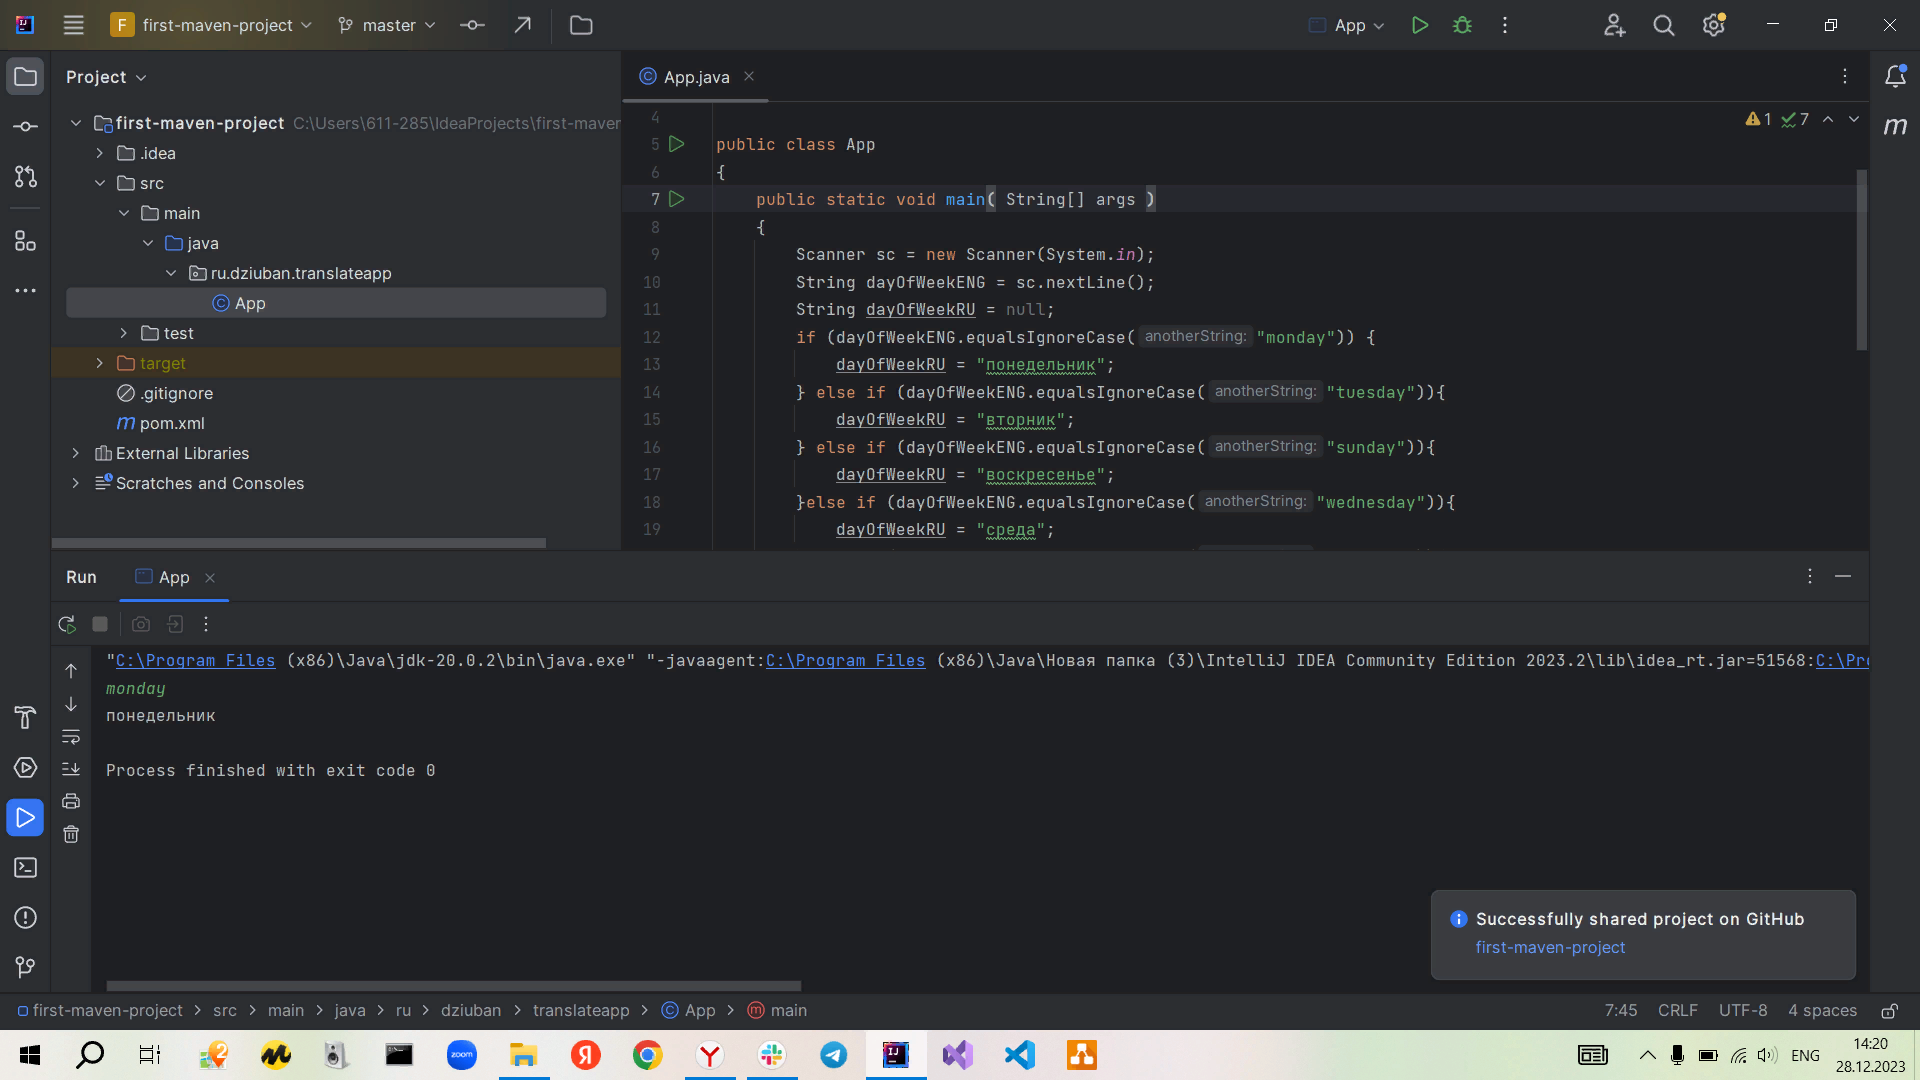 first-maven-project
master
App
Project
App.java
first-maven-project C:\Users\611-285\IdeaProjects\first-maven
.idea
src
main
java
ru.dziuban.translateapp
App
test
target
.gitignore
pom.xml
External Libraries
Scratches and Consoles
1 7
4
5 public class App
6 {
7 public static void main( String[] args )
8 {
9 Scanner sc = new Scanner(System.in);
10 String dayOfWeekENG = sc.nextLine();
11 String dayOfWeekRU = null;
12 if (dayOfWeekENG.equalsIgnoreCase( anotherString: "monday")) {
13 dayOfWeekRU = "понедельник";
14 } else if (dayOfWeekENG.equalsIgnoreCase( anotherString: "tuesday")){
15 dayOfWeekRU = "вторник";
16 } else if (dayOfWeekENG.equalsIgnoreCase( anotherString: "sunday")){
17 dayOfWeekRU = "воскресенье";
18 }else if (dayOfWeekENG.equalsIgnoreCase( anotherString: "wednesday")){
19 dayOfWeekRU = "среда";
Run
App
"C:\Program Files (x86)\Java\jdk-20.0.2\bin\java.exe" "-javaagent:C:\Program Files (x86)\Java\Новая папка (3)\IntelliJ IDEA Community Edition 2023.2\lib\idea_rt.jar=51568:C:\Pro
monday
понедельник
Process finished with exit code 0
Successfully shared project on GitHub
first-maven-project
first-maven-project > src > main > java > ru > dziuban > translateapp > App > main
7:45 CRLF UTF-8 4 spaces
zoom
ENG
14:20
28.12.2023